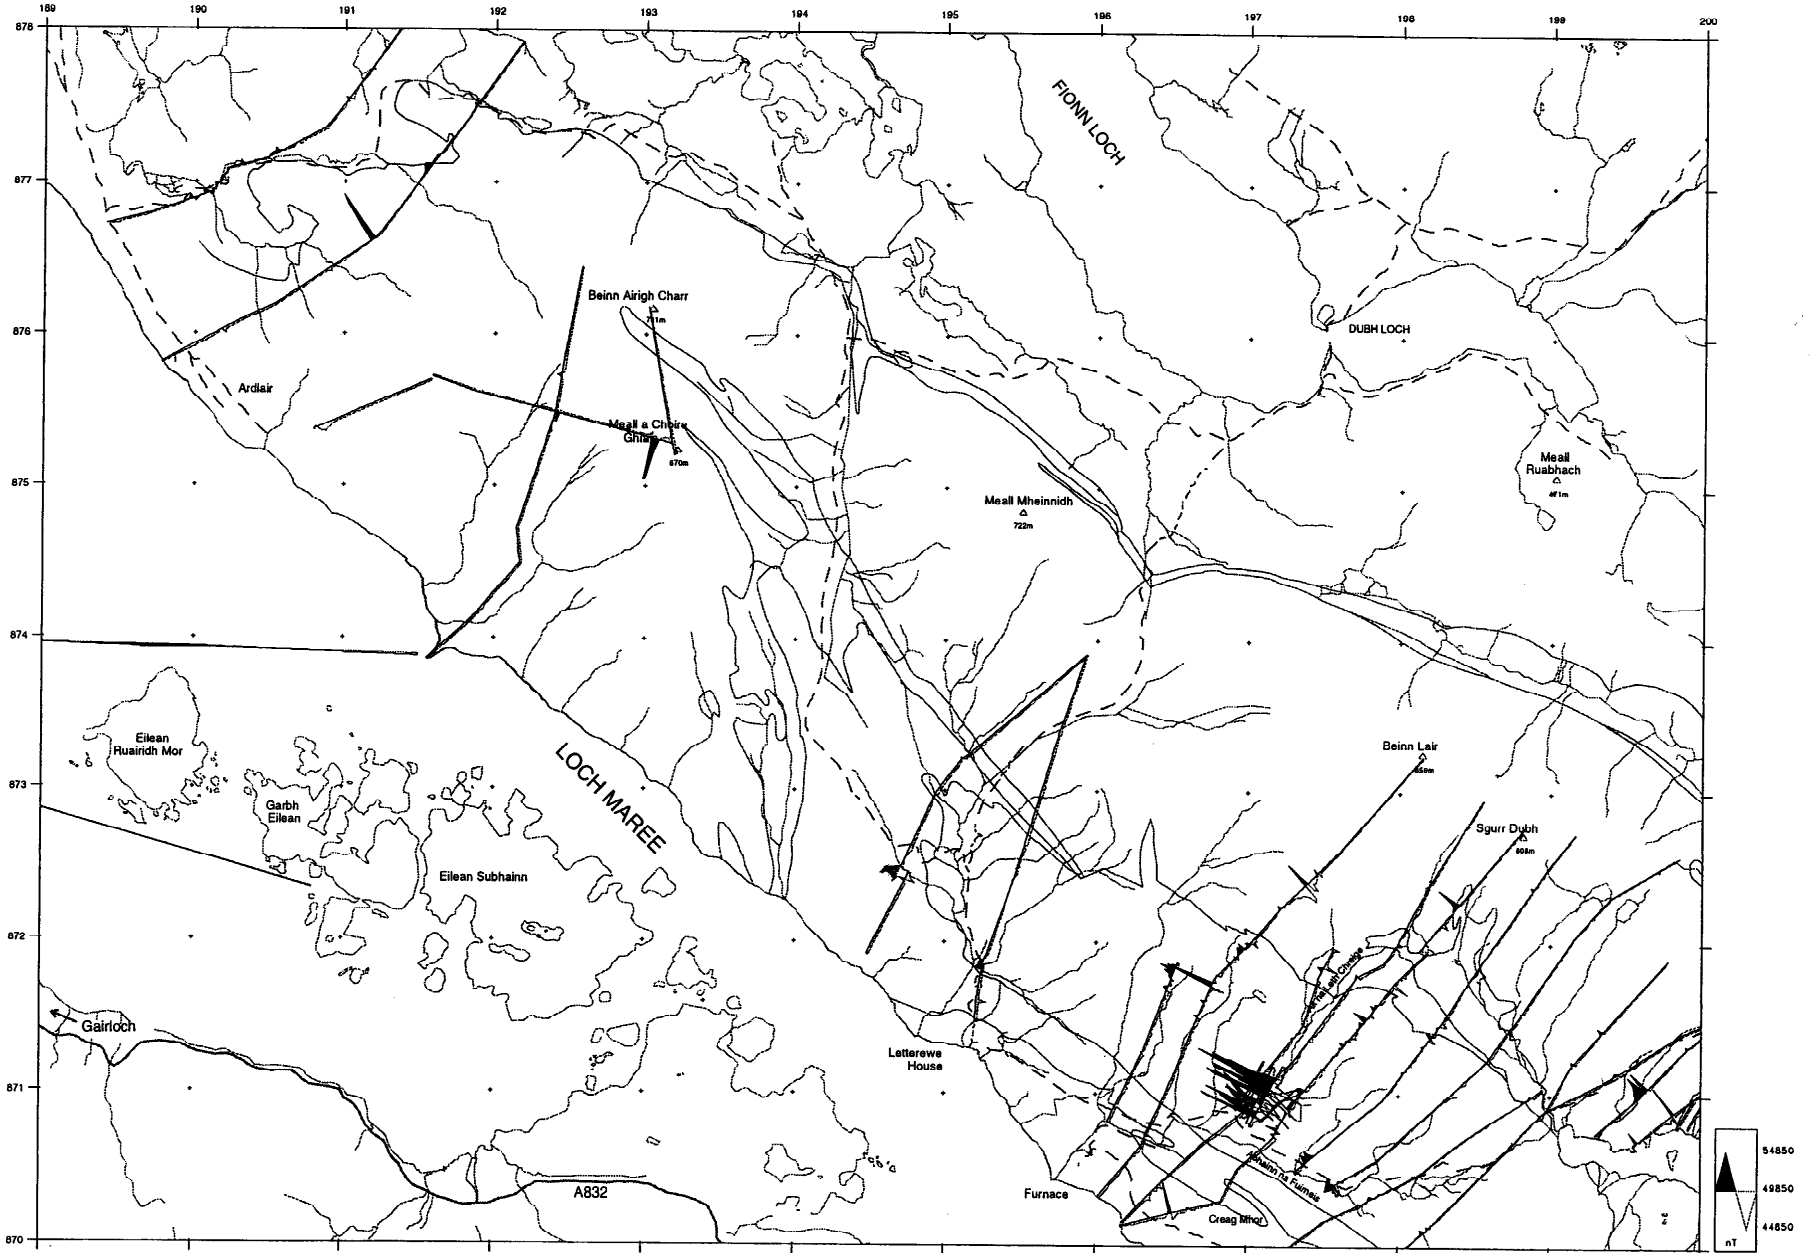 189 190 191 192 193 194 195 196 197 198 199 200
878
FIONN LOCH
877
Beinn Airigh Charr
876
DUBH LOCH
Ardlair
Meall a Choire
670m
Meall
Ruabhach
875
Meall Mheinnidh
722m
874
Eilean
Ruairidh Mor
Beinn Lair
LOCH MAREE
873
Garbh
Eilean
Sgurr Dubh
Eilean Subhainn
872
Gairloch
Letterewe
House
871
54850
Abhainn na Fuirneis
49850
A832
Furnace
Creag Mhor
44850
nT
870